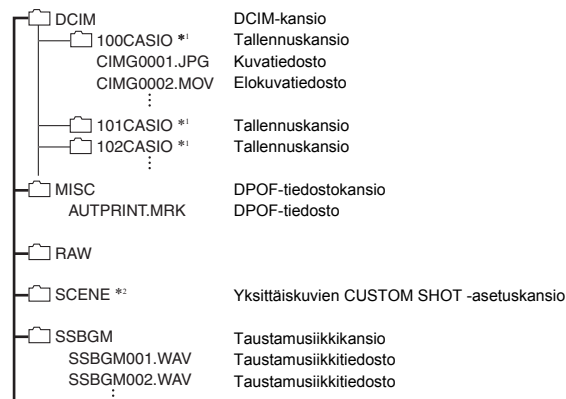 DCIM DCIM-kansio
100CASIO *1 Tallennuskansio
CIMG0001.JPG Kuvatiedosto
CIMG0002.MOV Elokuvatiedosto
101CASIO *1 Tallennuskansio
102CASIO *1 Tallennuskansio
MISC DPOF-tiedostokansio
AUTPRINT.MRK DPOF-tiedosto
RAW
SCENE *2 Yksittäiskuvien CUSTOM SHOT -asetuskansio
SSBGM Taustamusiikkikansio
SSBGM001.WAV Taustamusiikkitiedosto
SSBGM002.WAV Taustamusiikkitiedosto